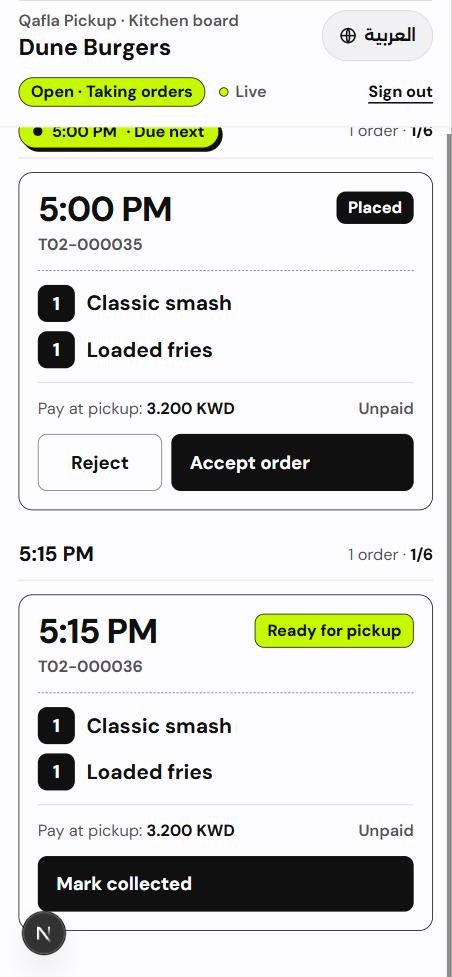 Qafla Pickup · Kitchen board
Dune Burgers
العربية
Open · Taking orders
Live
Sign out
5:00 PM · Due next
1 order · 1/6
5:00 PM
Placed
T02-000035
1 Classic smash
1 Loaded fries
Pay at pickup: 3.200 KWD
Unpaid
Reject
Accept order
5:15 PM
1 order · 1/6
5:15 PM
Ready for pickup
T02-000036
1 Classic smash
1 Loaded fries
Pay at pickup: 3.200 KWD
Unpaid
Mark collected
N